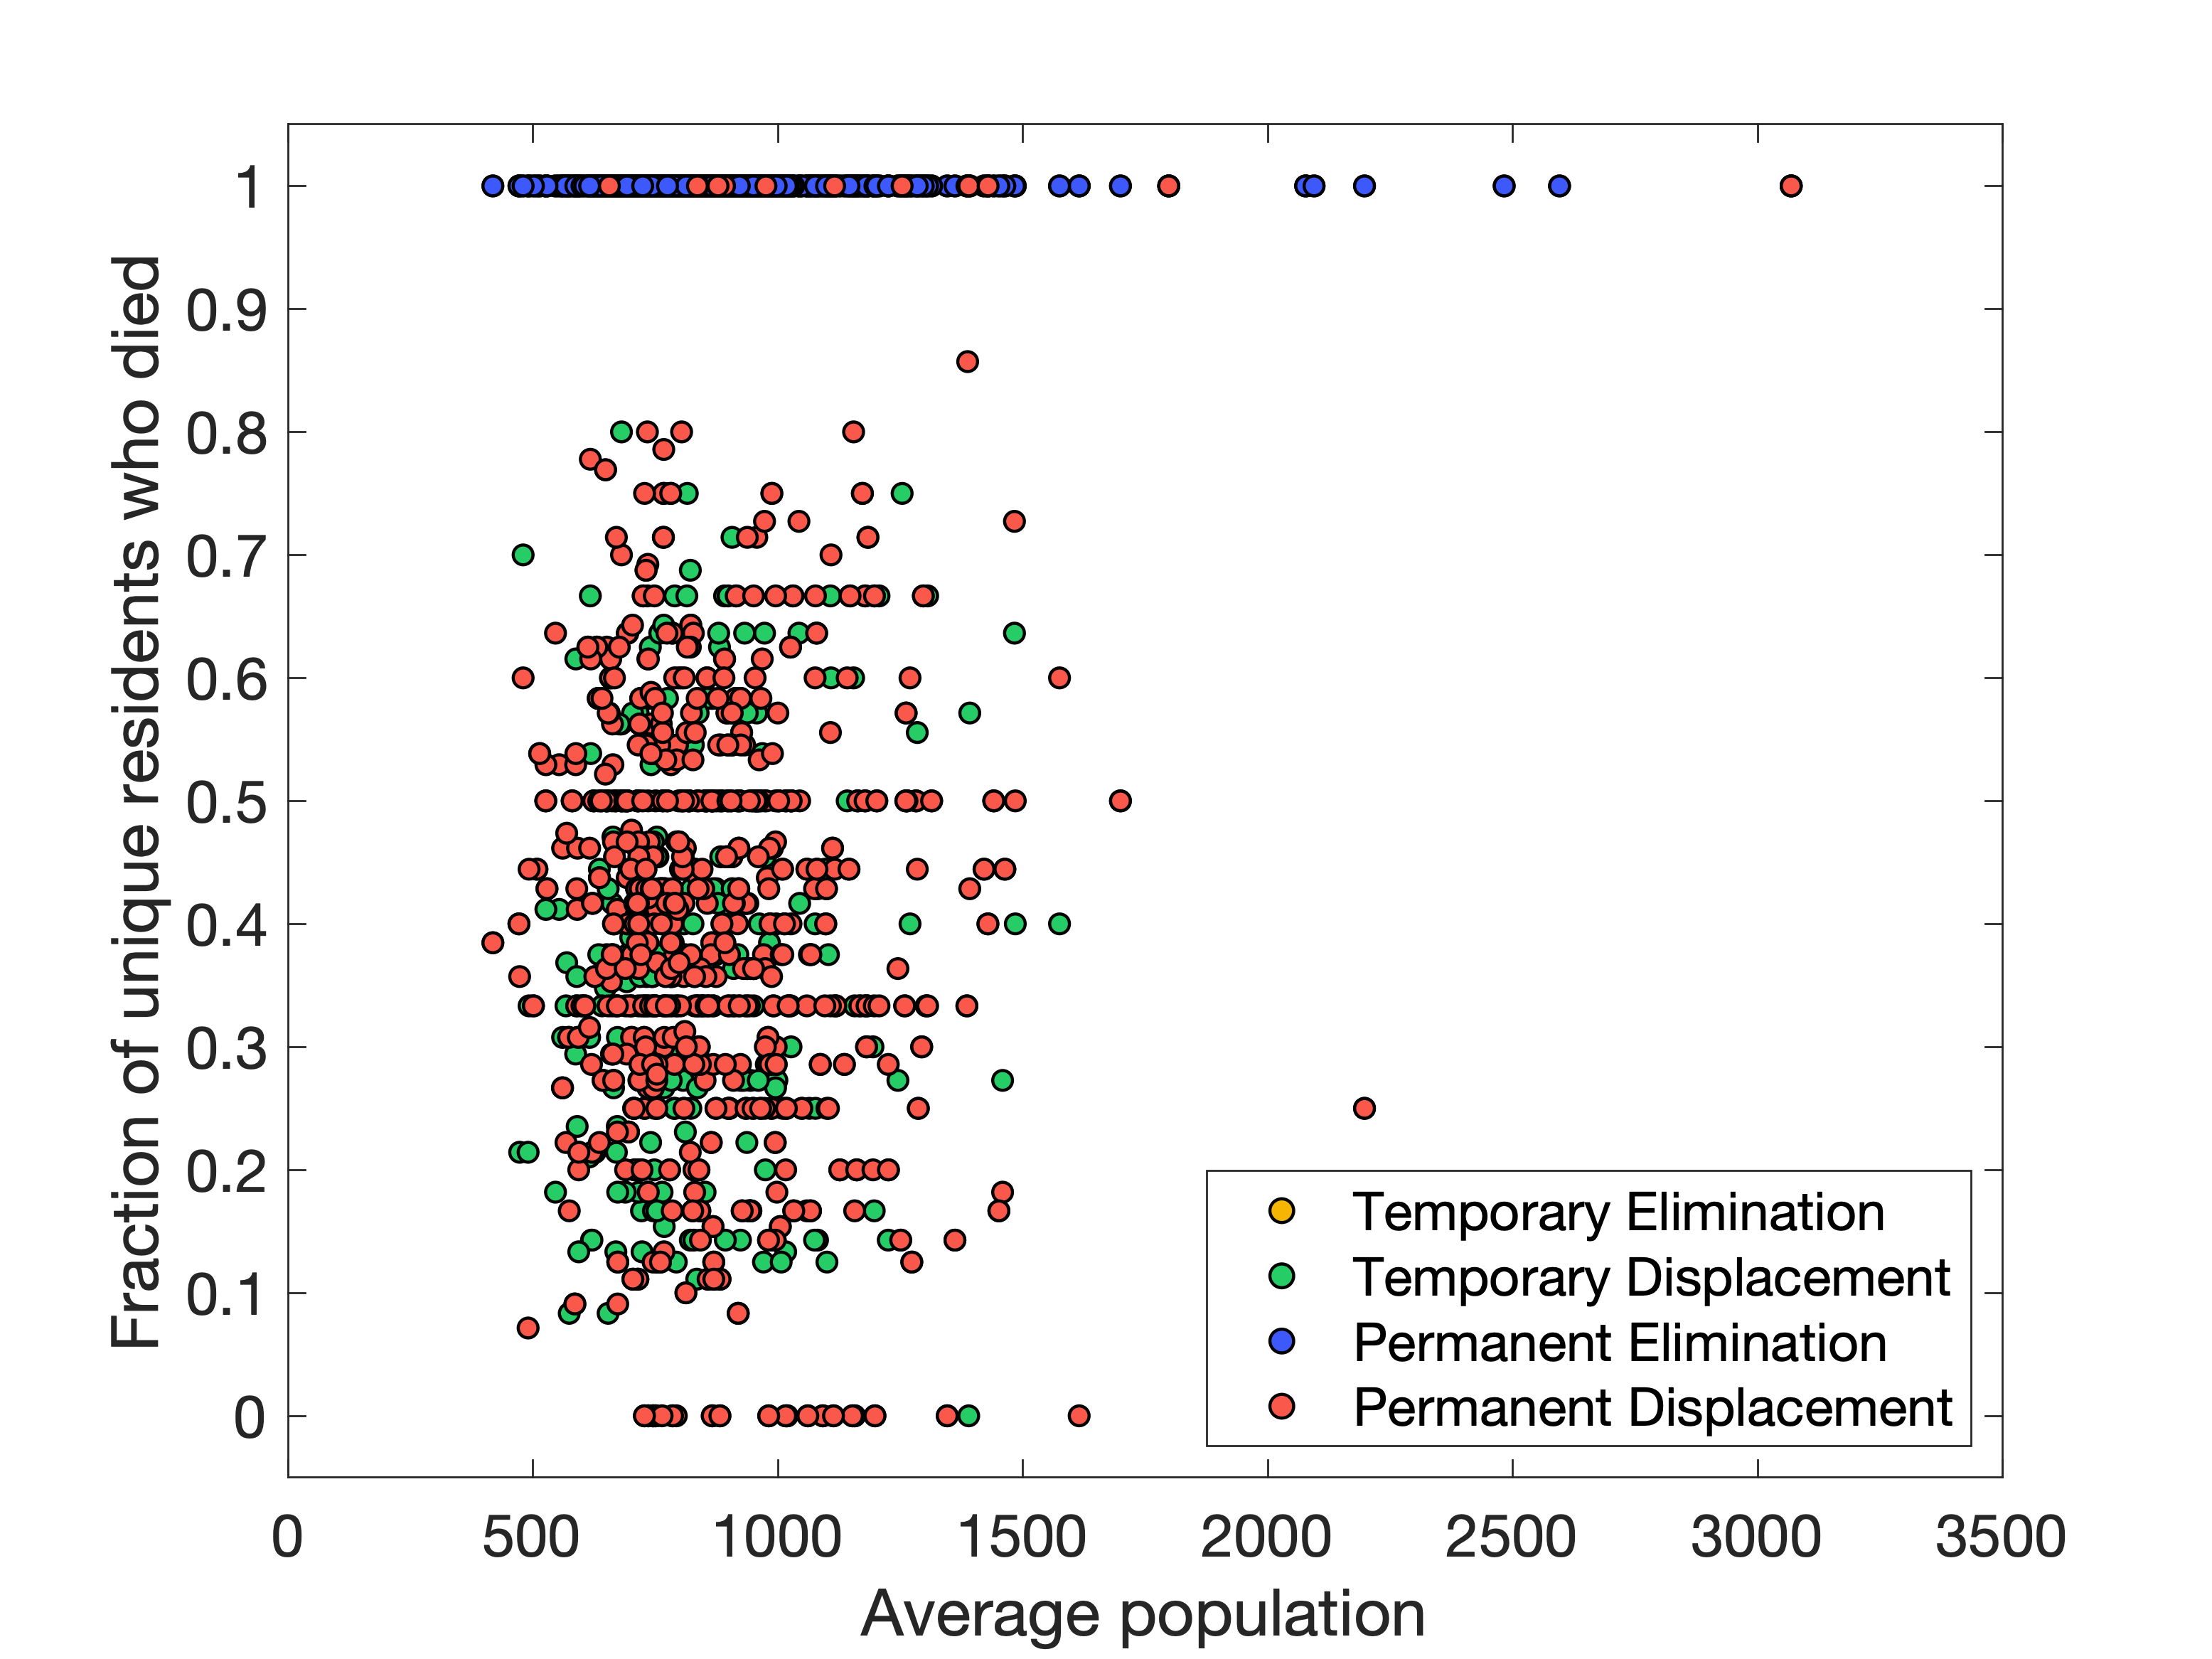 Fraction of unique residents who died
1
0.9
0.8
0.7
0.6
0.5
0.4
0.3
0.2
0.1
0
Temporary Elimination
Temporary Displacement
Permanent Elimination
Permanent Displacement
0 500 1000 1500 2000 2500 3000 3500
Average population